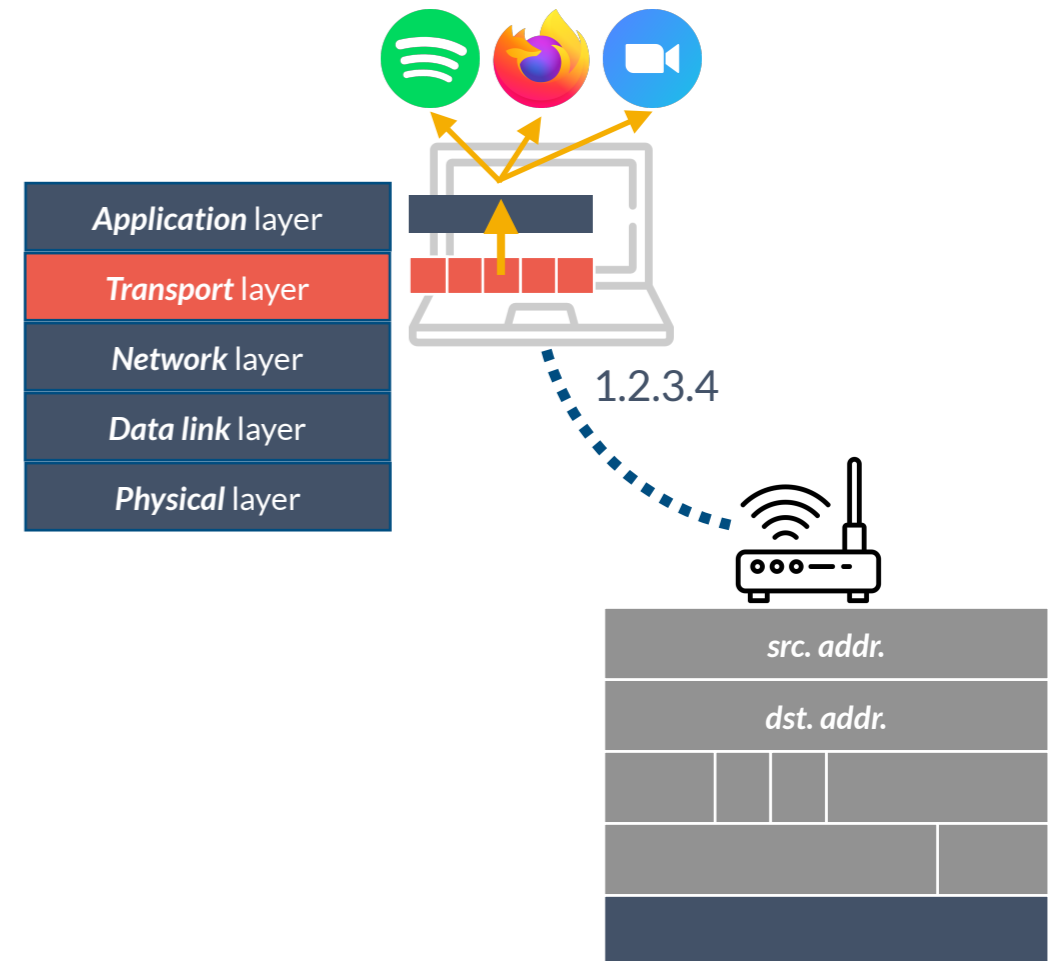 Application layer
Transport layer
Network layer
Data link layer
Physical layer
1.2.3.4
src. addr.
dst. addr.